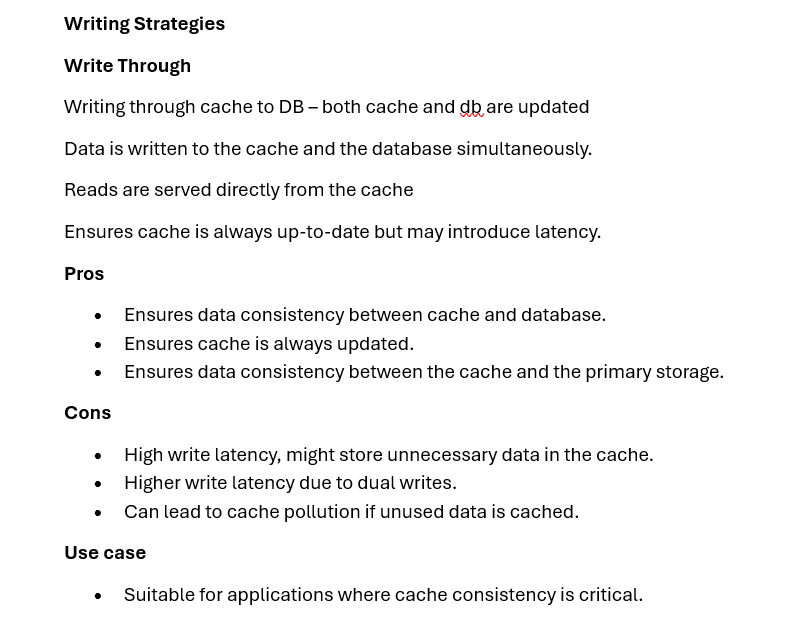 Writing Strategies
Write Through
Writing through cache to DB – both cache and db are updated
Data is written to the cache and the database simultaneously.
Reads are served directly from the cache
Ensures cache is always up-to-date but may introduce latency.
Pros
• Ensures data consistency between cache and database.
• Ensures cache is always updated.
• Ensures data consistency between the cache and the primary storage.
Cons
• High write latency, might store unnecessary data in the cache.
• Higher write latency due to dual writes.
• Can lead to cache pollution if unused data is cached.
Use case
• Suitable for applications where cache consistency is critical.